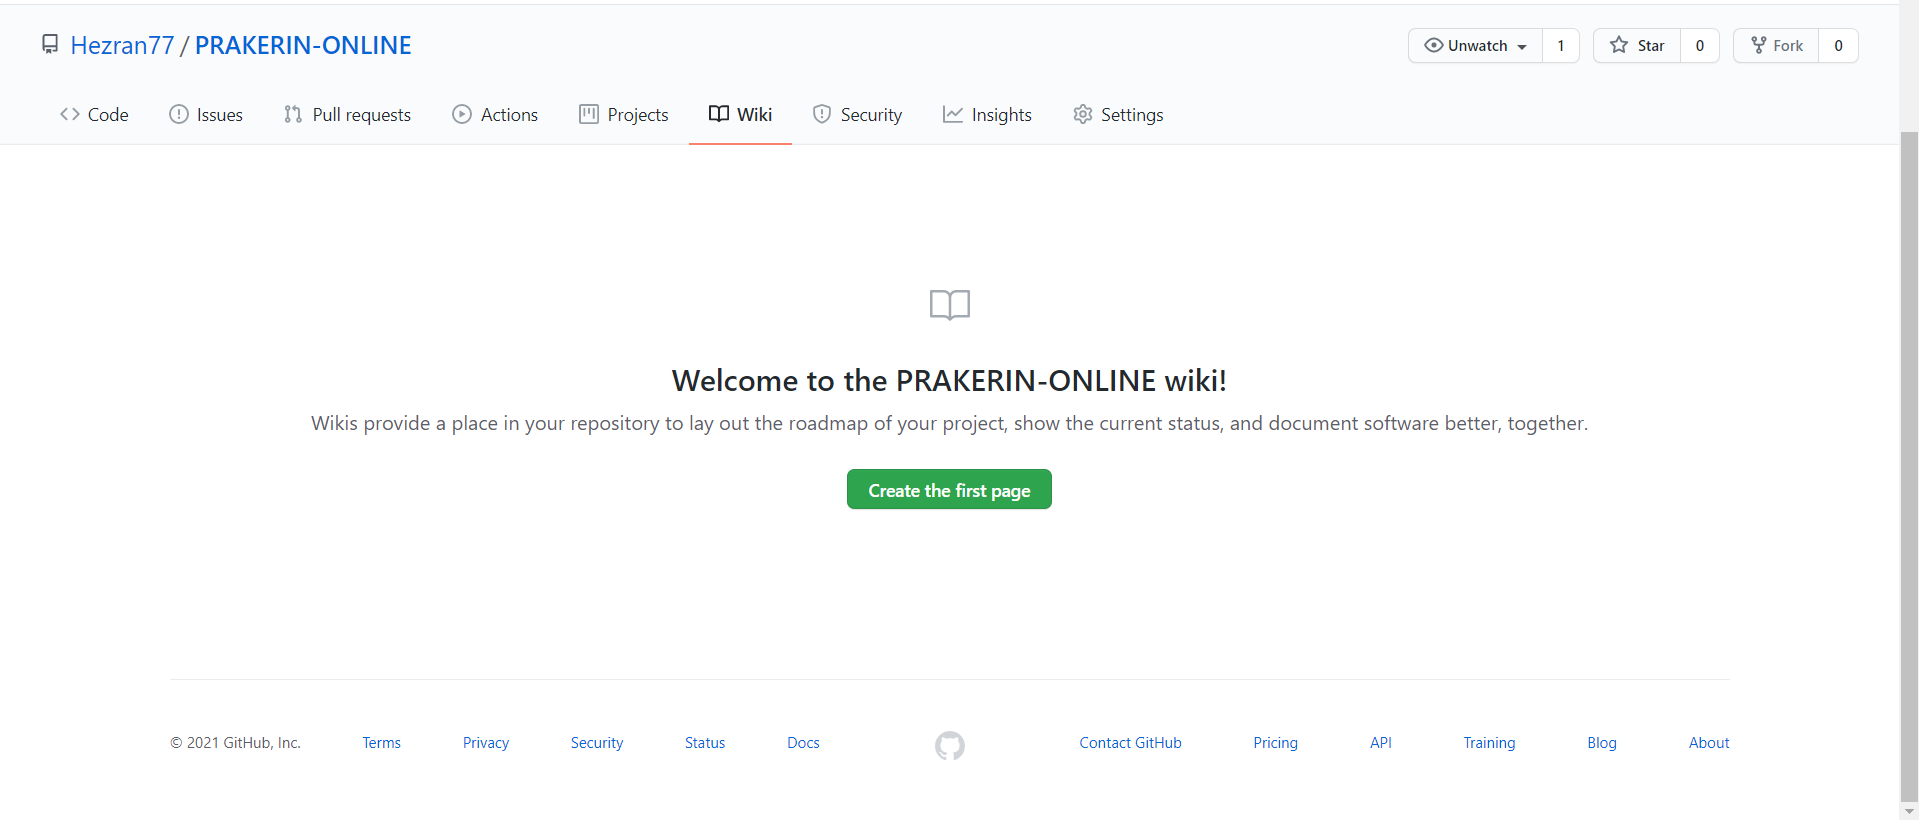 Hezran77 / PRAKERIN-ONLINE
Unwatch 1 Star 0 Fork 0
Code Issues Pull requests Actions Projects Wiki Security Insights Settings
Welcome to the PRAKERIN-ONLINE wiki!
Wikis provide a place in your repository to lay out the roadmap of your project, show the current status, and document software better, together.
Create the first page
© 2021 GitHub, Inc. Terms Privacy Security Status Docs Contact GitHub Pricing API Training Blog About